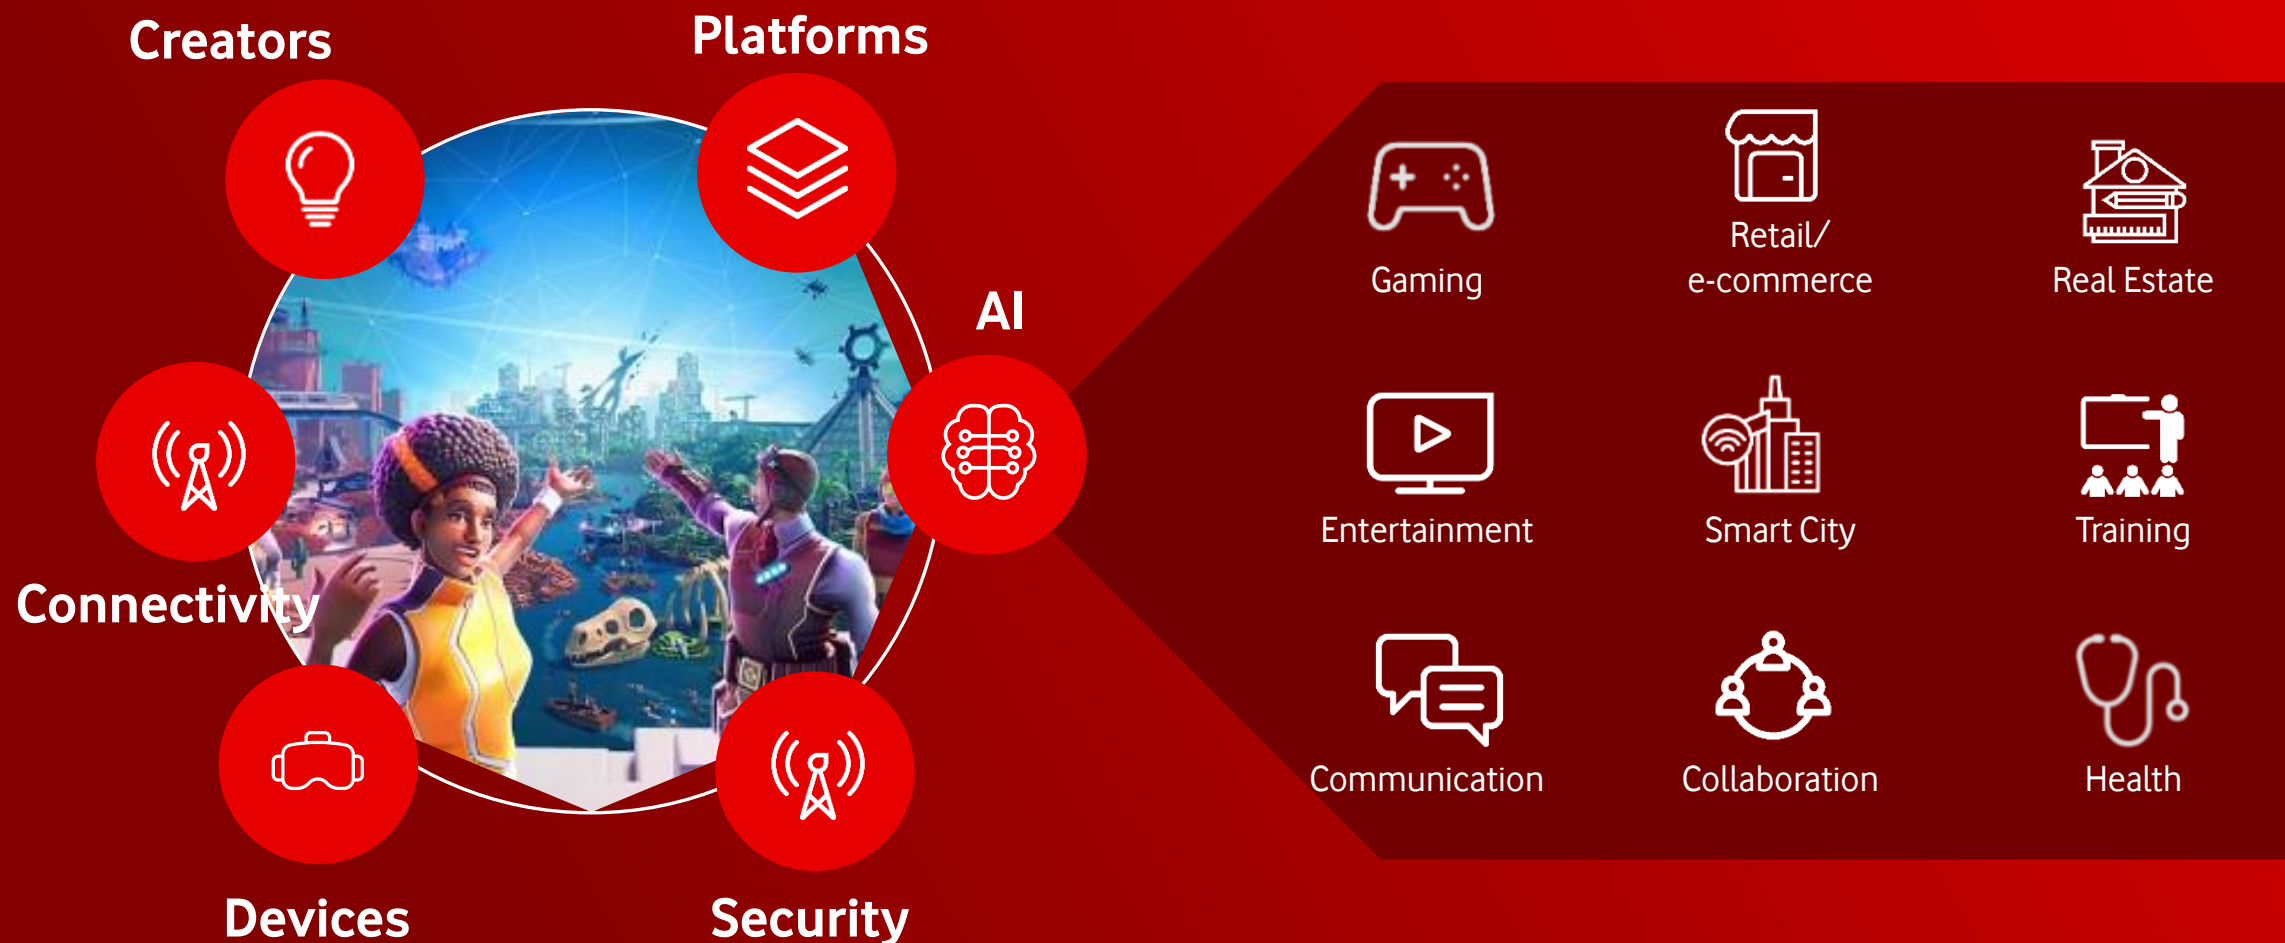 Creators
Platforms
AI
Connectivity
Devices
Security
Gaming
Retail/
e-commerce
Real Estate
Entertainment
Smart City
Training
Communication
Collaboration
Health